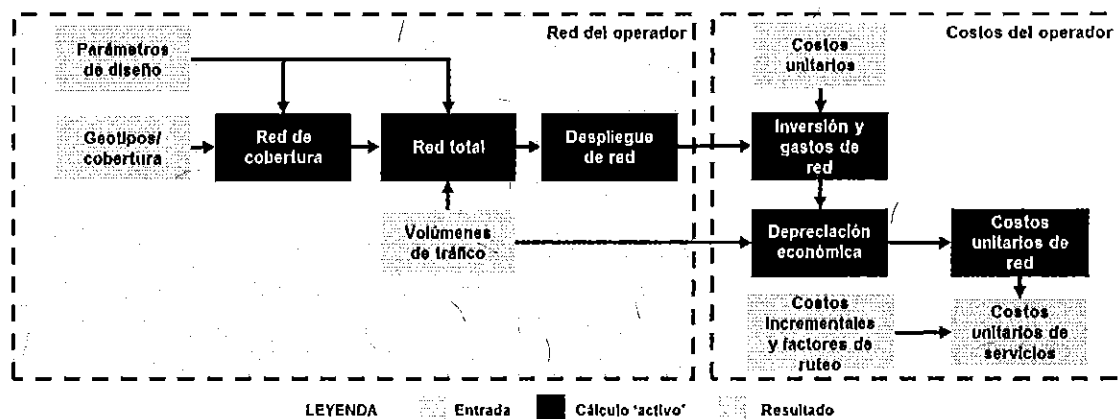 Red del operador
Parámetros
de diseño
Geotipos/
cobertura
Red de
cobertura
Red total
Despliegue
de red
Volúmenes
de tráfico
Costos del operador
Costos
unitarios
Inversión y
gastos de
red
Depreciación
económica
Costos
unitarios de
red
Costos
incrementales
y factores de
ruteo
Costos
unitarios de
servicios
LEYENDA Entrada Cálculo "activo" Resultado